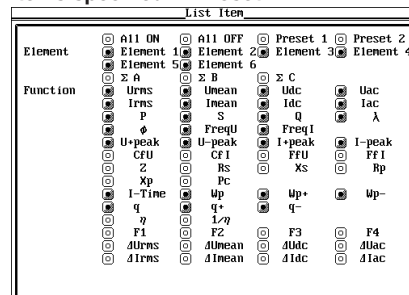 List Item
All ON All OFF Preset 1 Preset 2
Element Element 1 Element 2 Element 3 Element 4
Element 5 Element 6
Σ A Σ B Σ C
Function Urms Umean Udc Uac
Irms Imean Idc Iac
P S Q λ
ϕ FreqU FreqI
U+peak U-peak I+peak I-peak
CfU CfI FfU FfI
Z Rs Xs Rp
Xp Pc
I-Time Wp Wp+ Wp-
q q+ q-
η 1/η
F1 F2 F3 F4
ΔUrms ΔUmean ΔUdc ΔUac
ΔIrms ΔImean ΔIdc ΔIac